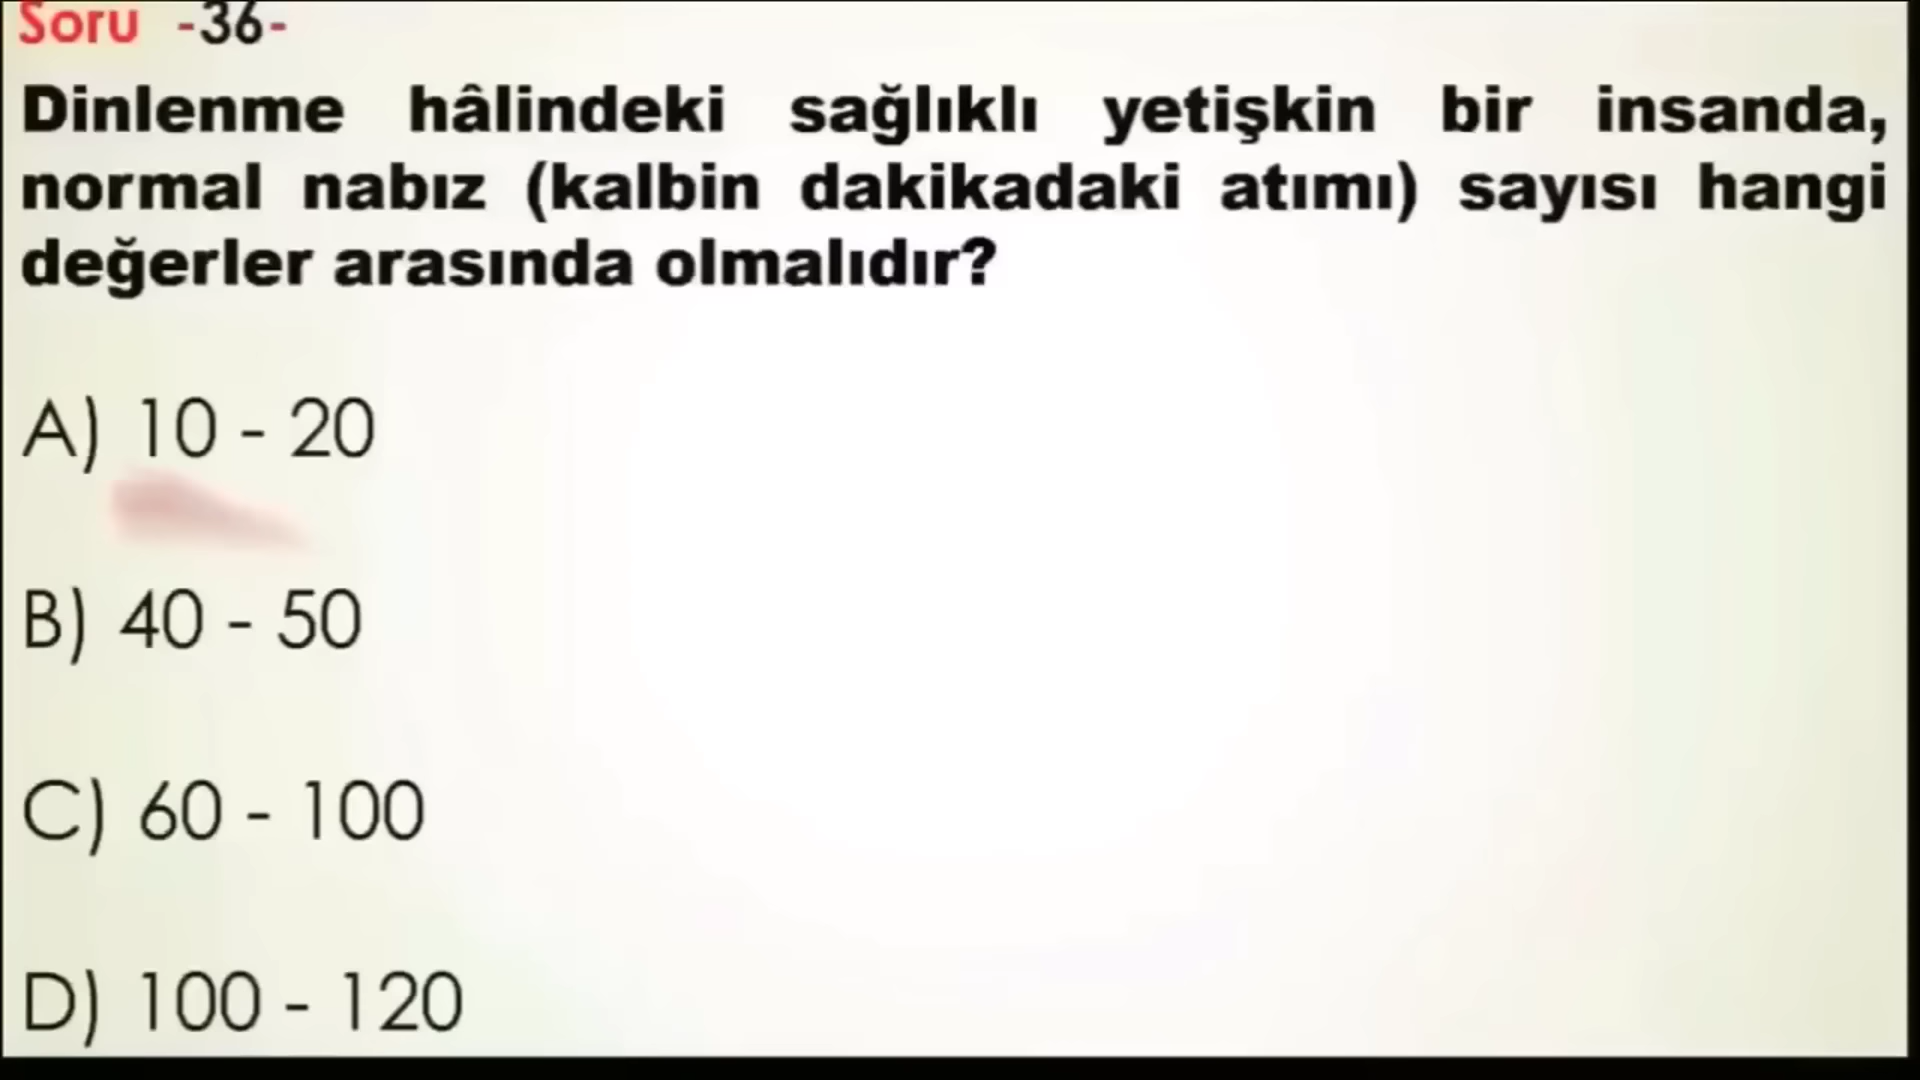 Soru -36-
Dinlenme hâlindeki sağlıklı yetişkin bir insanda,
normal nabız (kalbin dakikadaki atımı) sayısı hangi
değerler arasında olmalıdır?
A) 10 - 20
B) 40 - 50
C) 60 - 100
D) 100 - 120